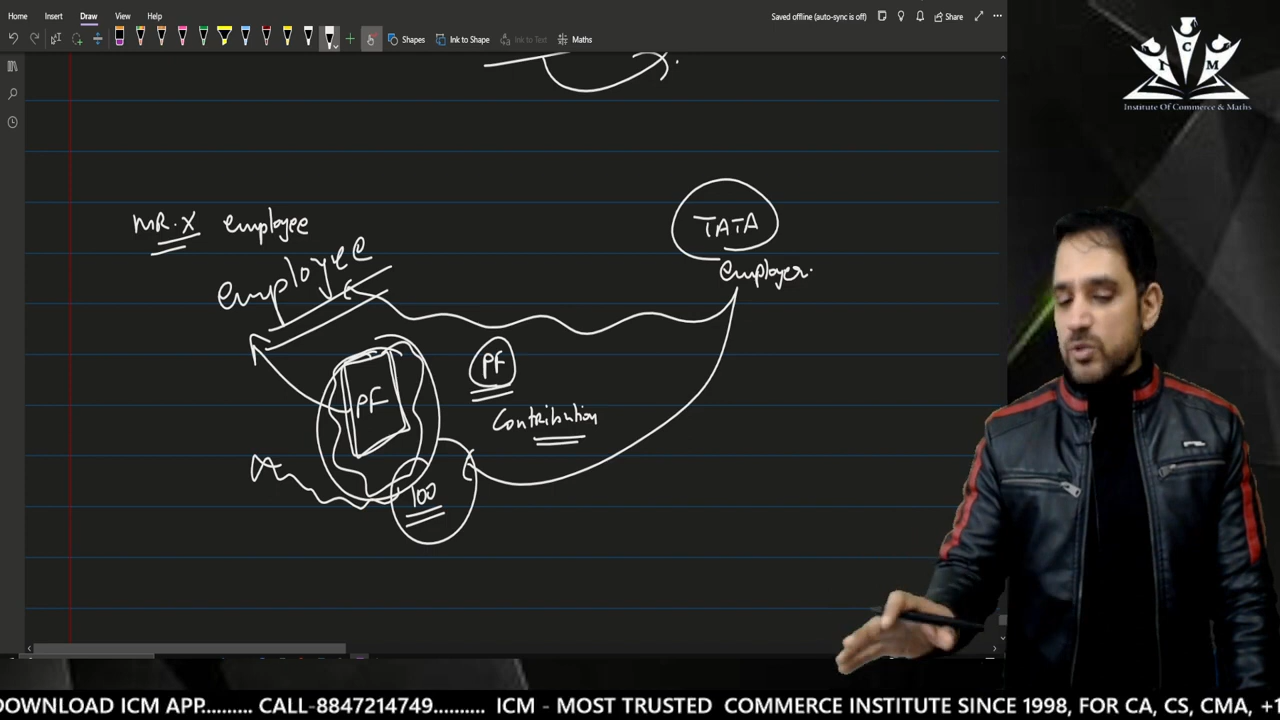 Home Insert Draw View Help
Saved offline (auto-sync is off)
Share
Shapes
Ink to Shape
Ink to Text
Maths
I C M
Institute Of Commerce & Maths
MR. X employee
TATA
employer.
employee
PF
PF
Contribution
100
DOWNLOAD ICM APP.......... CALL-8847214749.......... ICM - MOST TRUSTED COMMERCE INSTITUTE SINCE 1998, FOR CA, CS, CMA, +1